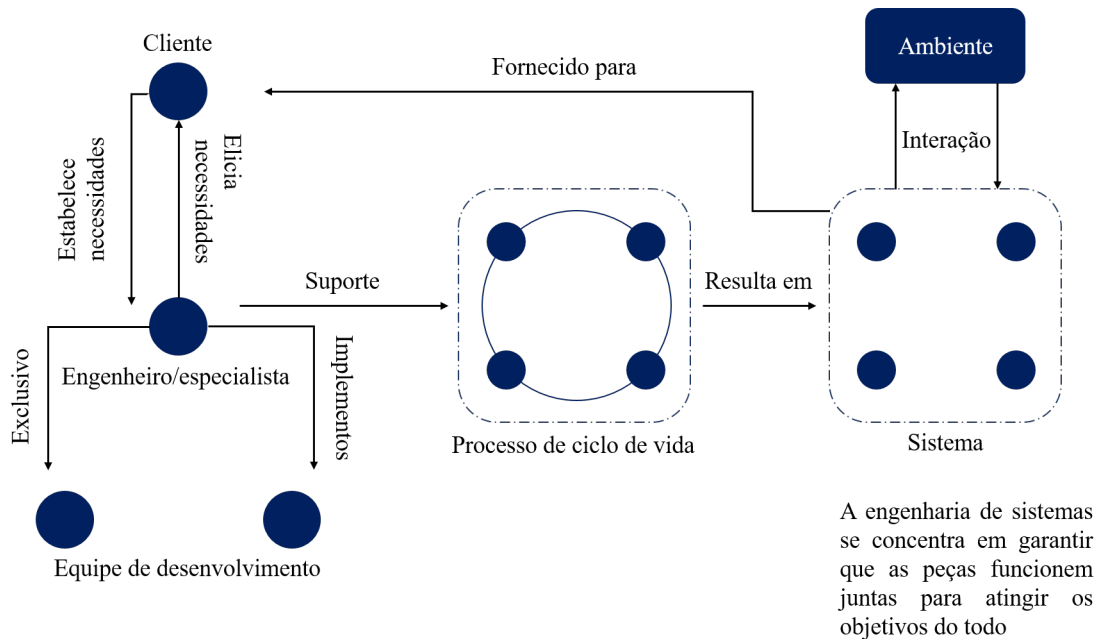 Cliente
Ambiente
Fornecido para
Interação
Estabelece
necessidades
Elicia
necessidades
Suporte
Resulta em
Exclusivo
Engenheiro/especialista
Implementos
Processo de ciclo de vida
Sistema
Equipe de desenvolvimento
A engenharia de sistemas
se concentra em garantir
que as peças funcionem
juntas para atingir os
objetivos do todo